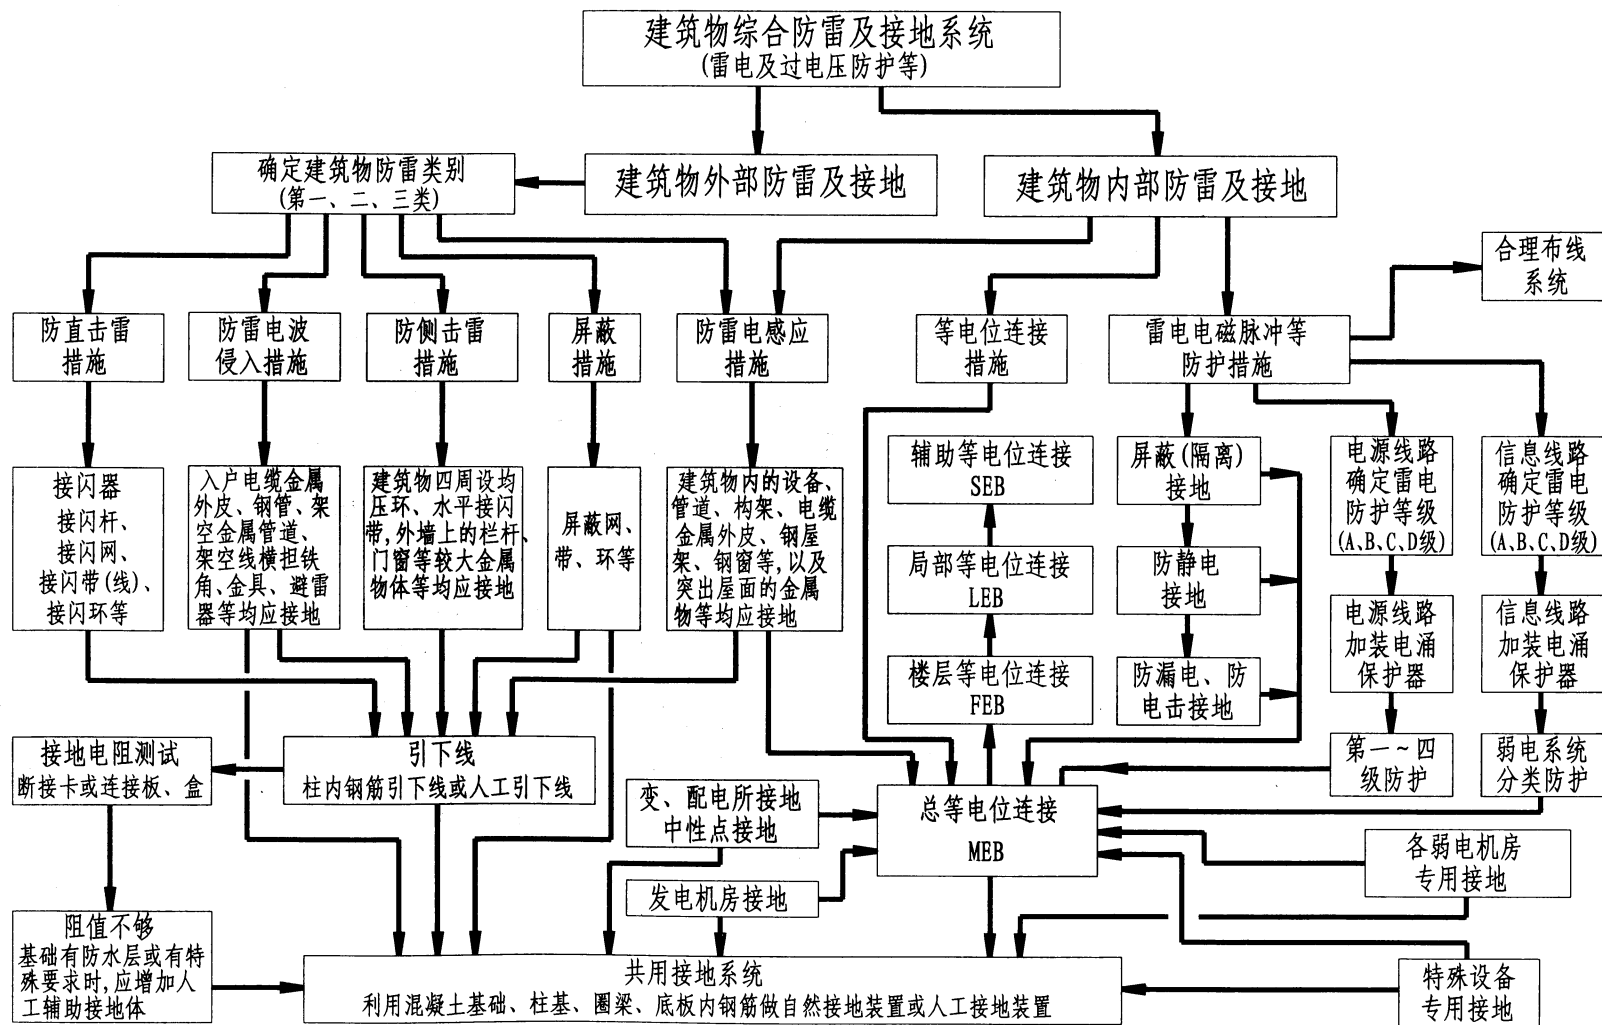 建筑物综合防雷及接地系统
(雷电及过电压防护等)
确定建筑物防雷类别
(第一、二、三类)
建筑物外部防雷及接地
建筑物内部防雷及接地
合理布线
系统
防直击雷
措施
防雷电波
侵入措施
防侧击雷
措施
屏蔽
措施
防雷电感应
措施
等电位连接
措施
雷电电磁脉冲等
防护措施
接闪器
接闪杆、
接闪网、
接闪带(线)、
接闪环等
入户电缆金属
外皮、钢管、架
空金属管道、
架空线横担铁
角、金具、避雷
器等均应接地
建筑物四周设均
压环、水平接闪
带,外墙上的栏杆、
门窗等较大金属
物体等均应接地
屏蔽网、
带、环等
建筑物内的设备、
管道、构架、电缆
金属外皮、钢屋
架、钢窗等,以及
突出屋面的金属
物等均应接地
辅助等电位连接
SEB
局部等电位连接
LEB
楼层等电位连接
FEB
屏蔽(隔离)
接地
防静电
接地
防漏电、防
电击接地
电源线路
确定雷电
防护等级
(A、B、C、D级)
信息线路
确定雷电
防护等级
(A、B、C、D级)
电源线路
加装电涌
保护器
信息线路
加装电涌
保护器
第一~四
级防护
弱电系统
分类防护
接地电阻测试
断接卡或连接板、盒
引下线
柱内钢筋引下线或人工引下线
变、配电所接地
中性点接地
总等电位连接
MEB
各弱电机房
专用接地
发电机房接地
阻值不够
基础有防水层或有特
殊要求时,应增加人
工辅助接地体
共用接地系统
利用混凝土基础、柱基、圈梁、底板内钢筋做自然接地装置或人工接地装置
特殊设备
专用接地